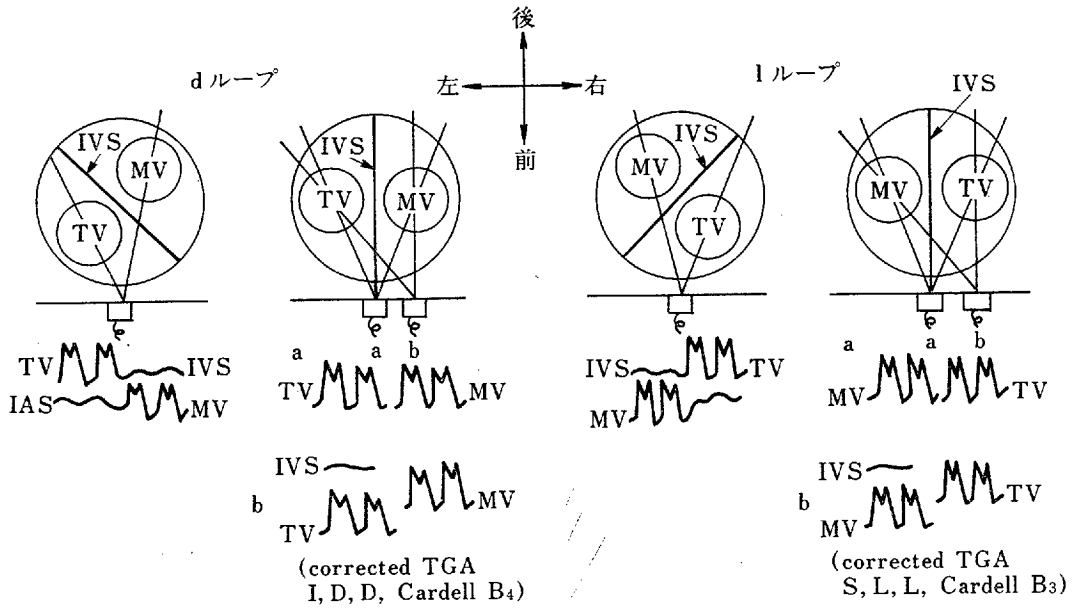 後
d ループ
左
右
l ループ
前
IVS
MV
TV
IVS
TV
MV
MV
IVS
TV
IVS
MV
TV
TV
IVS
IAS
MV
a
a
b
TV
MV
IVS
b
TV
MV
(corrected TGA
I, D, D, Cardell B₄)
IVS
TV
MV
a
a
b
MV
TV
IVS
b
MV
TV
(corrected TGA
S, L, L, Cardell B₃)